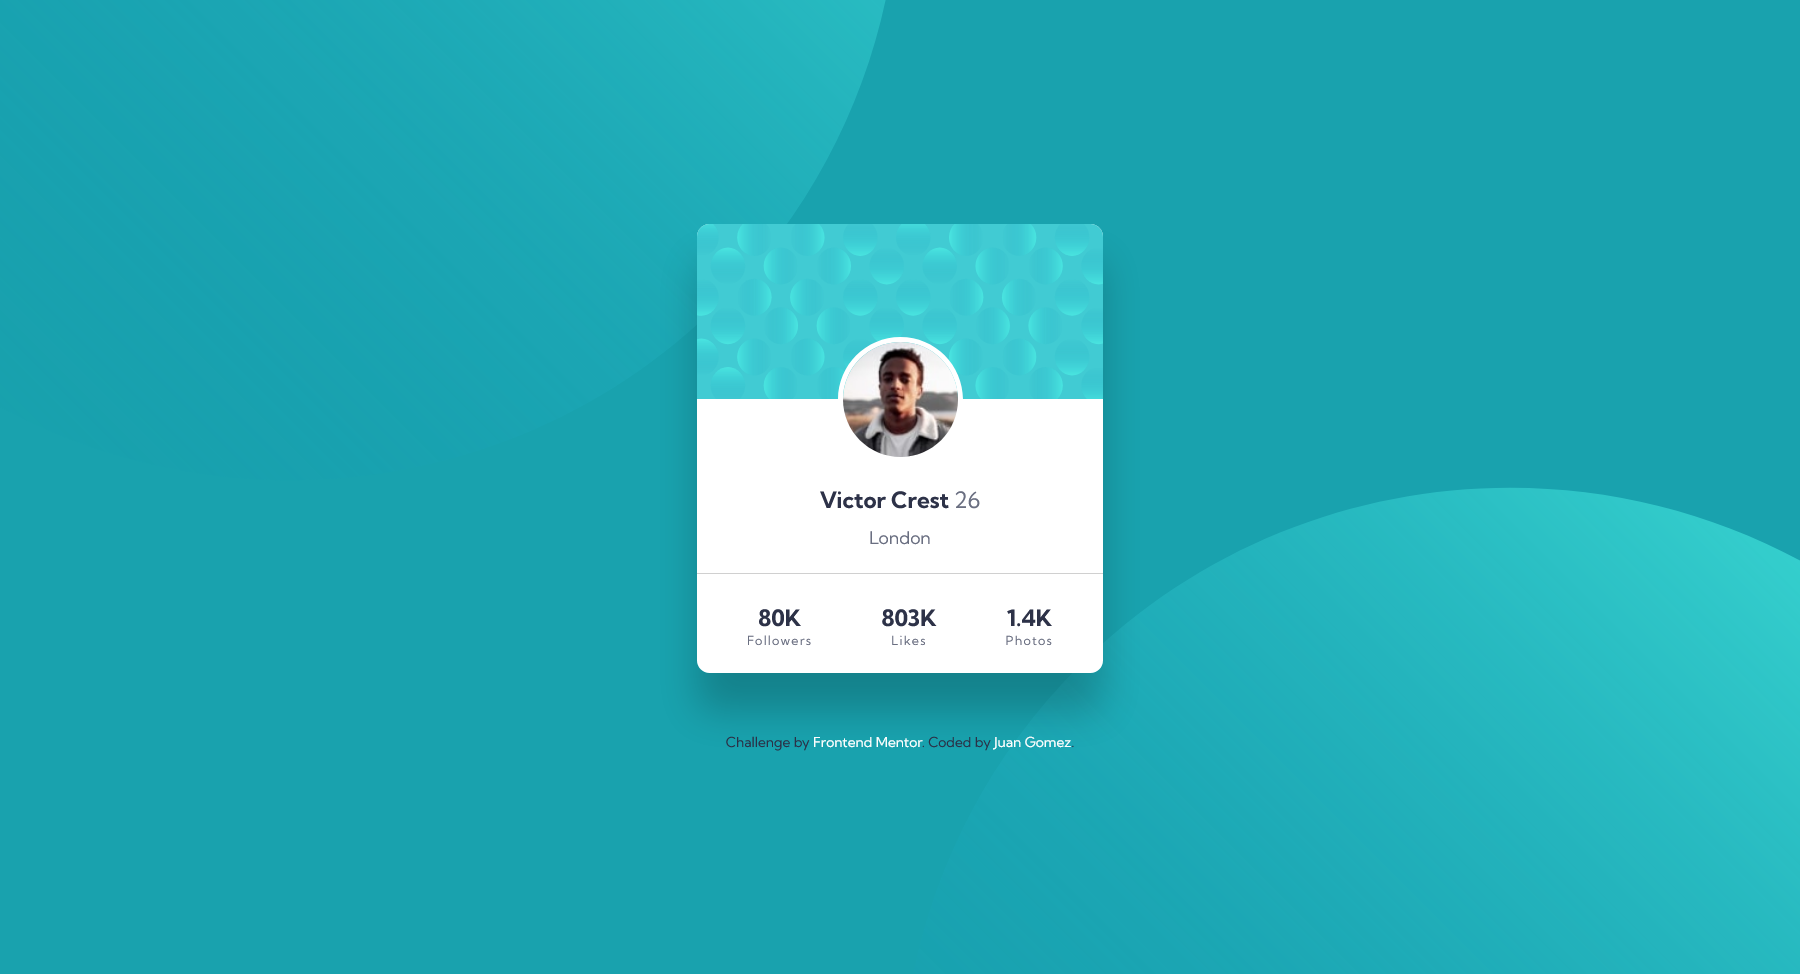 Victor Crest 26
London
80K 803K 1.4K
Followers Likes Photos
Challenge by Frontend Mentor. Coded by Juan Gomez.